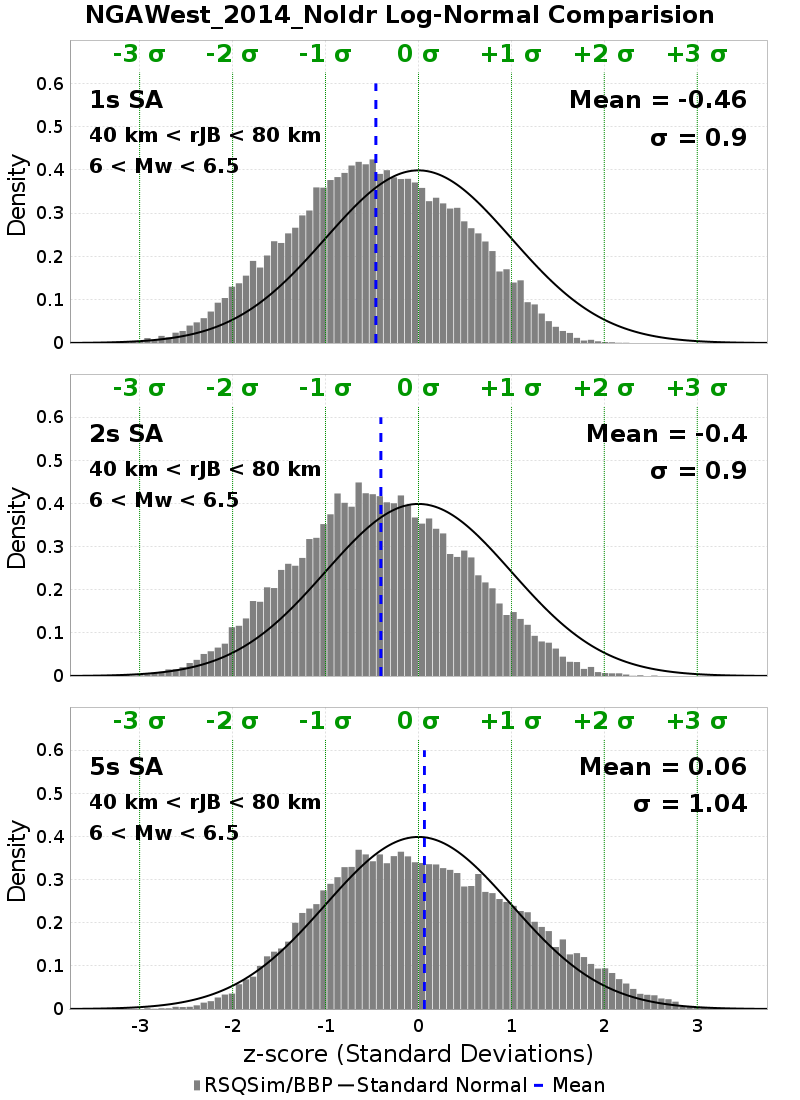 NGAWest_2014_NoIdr Log-Normal Comparision
-3 σ -2 σ -1 σ 0 σ +1 σ +2 σ +3 σ
1s SA
Mean = -0.46
40 km < rJB < 80 km
σ = 0.9
6 < Mw < 6.5
Density
0.6
0.5
0.4
0.3
0.2
0.1
0
-3 σ -2 σ -1 σ 0 σ +1 σ +2 σ +3 σ
2s SA
Mean = -0.4
40 km < rJB < 80 km
σ = 0.9
6 < Mw < 6.5
Density
0.6
0.5
0.4
0.3
0.2
0.1
0
-3 σ -2 σ -1 σ 0 σ +1 σ +2 σ +3 σ
5s SA
Mean = 0.06
40 km < rJB < 80 km
σ = 1.04
6 < Mw < 6.5
Density
0.6
0.5
0.4
0.3
0.2
0.1
0
-3 -2 -1 0 1 2 3
z-score (Standard Deviations)
RSQSim/BBP Standard Normal Mean